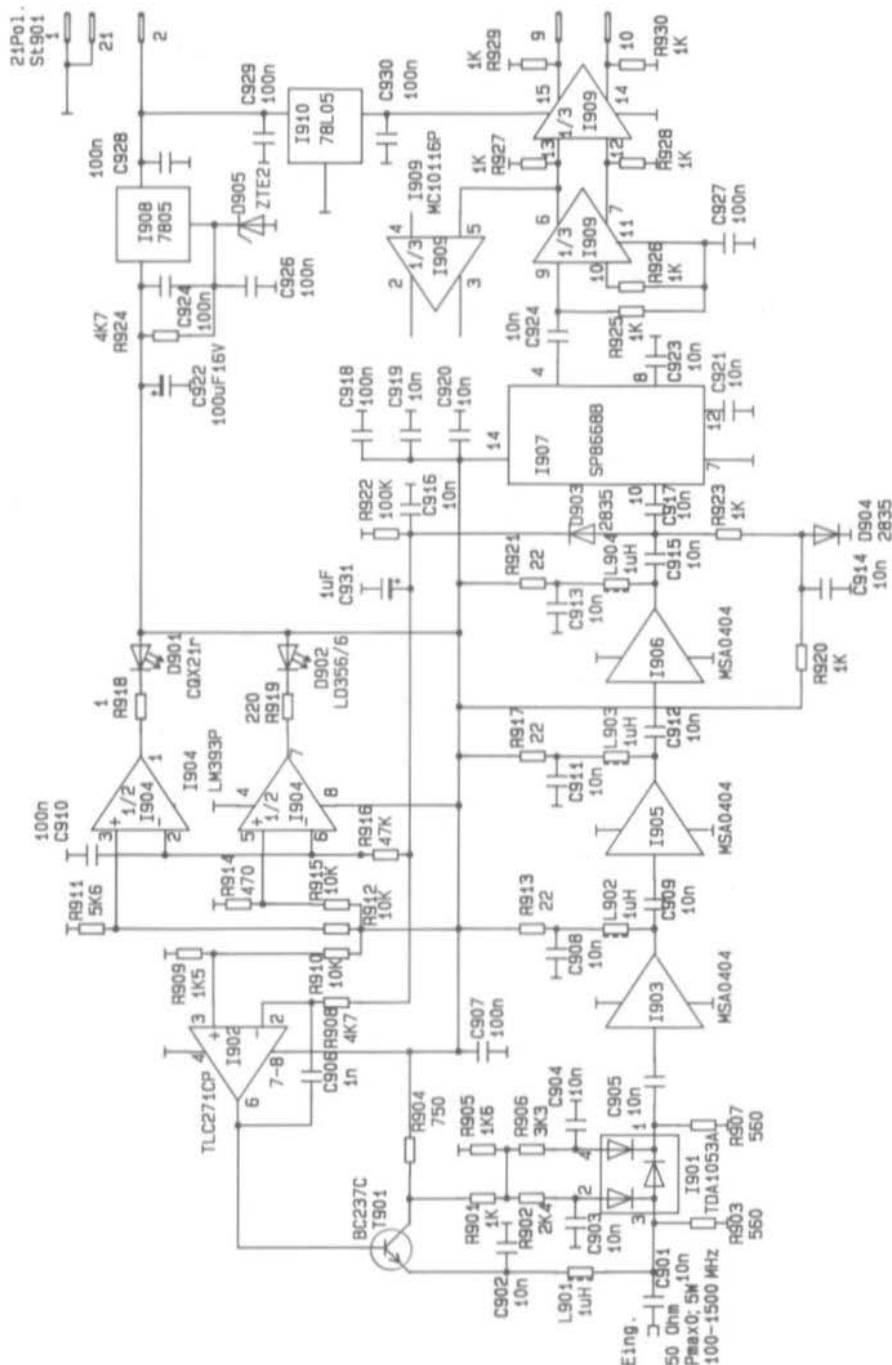 21Pol.
St901
1
21
2
100n
C928
I908
7805
C929
100n
D905
ZTE2
I910
78L05
C930
100n
4K7
R924
C924
100n
C926
100n
C922
100uF16V
I909
MC10116P
4
5
1/3
I909
2
3
R929
1K
9
10
R930
1K
15
14
1/3
I909
R927
1K
13
12
R928
1K
6
7
1/3
I909
11
9
10
R926
1K
R925
1K
C927
100n
10n
C924
4
8
C923
10n
C921
10n
12
7
14
I907
SP8668B
10
C917
10n
C918
100n
C919
10n
C920
10n
R922
100K
C916
10n
1uF
C931
D903
2835
R923
1K
D904
2835
C914
10n
R920
1K
R921
22
C913
10n
L904
1uH
C915
10n
I906
MSA0404
D901
CQX21r
1
R918
D902
LD356/6
220
R919
I904
LM393P
1
1/2
I904
3
+
2
-
7
4
8
1/2
I904
5
+
6
-
100n
C910
R916
47K
R911
5K6
R914
470
R915
10K
R912
10K
R917
22
C911
10n
L903
1uH
C912
10n
I905
MSA0404
R913
22
C908
10n
L902
1uH
C909
10n
I903
MSA0404
R909
1K5
R910
10K
3
+
2
-
4
I902
7-8
6
TLC271CP
R908
4K7
C906
1n
C907
100n
R904
750
BC237C
T901
R905
1K6
R906
3K3
C904
10n
R901
1K
R902
2K4
C903
10n
C902
10n
L901
1uH
C905
10n
1
4
2
3
I901
TDA1053A
R907
560
R903
560
C901
10n
Eing.
50 Ohm
Pmax0;5W
100-1500 MHz